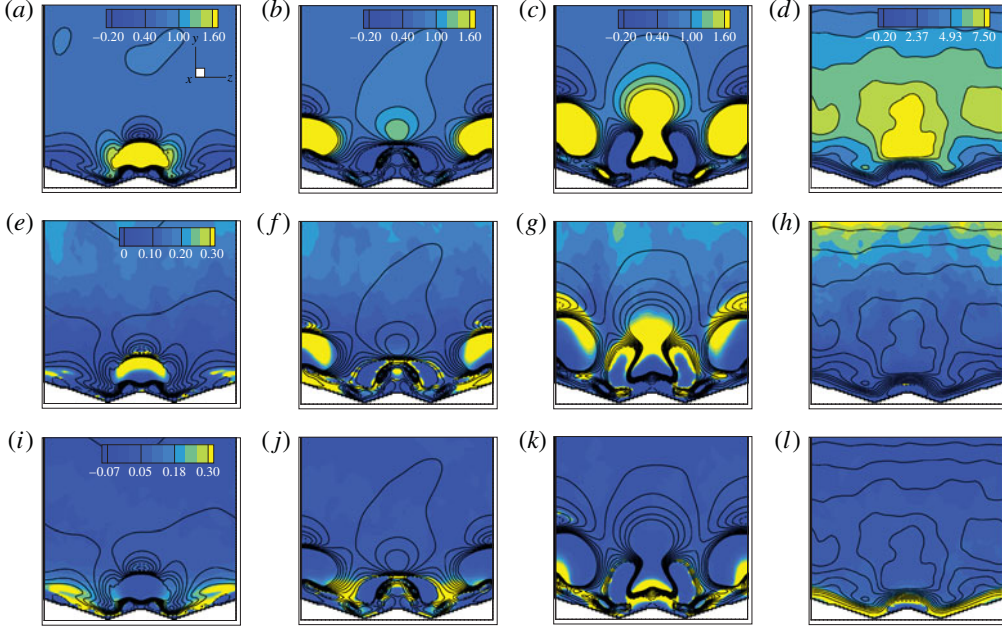 (a) (b) (c) (d)
−0.20 0.40 1.00 1.60
−0.20 0.40 1.00 1.60
−0.20 0.40 1.00 1.60
−0.20 2.37 4.93 7.50
y
x z
(e) (f) (g) (h)
0 0.10 0.20 0.30
(i) (j) (k) (l)
−0.07 0.05 0.18 0.30